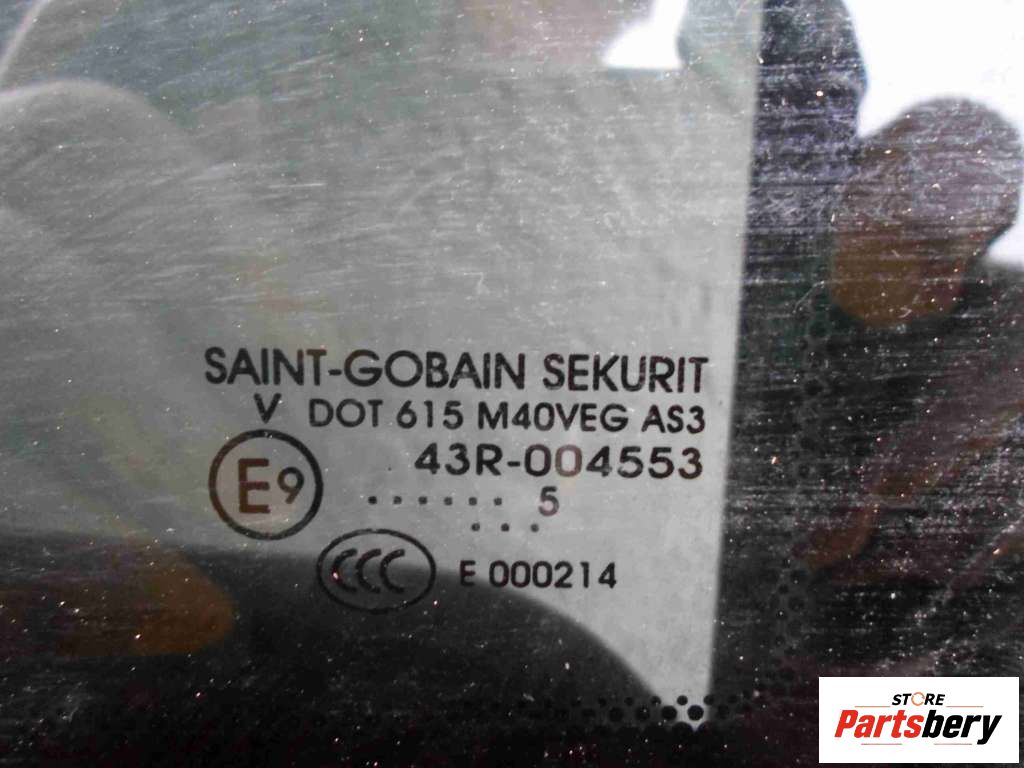 SAINT-GOBAIN SEKURIT
V DOT 615 M40VEG AS3
43R-004553
E9
...... 5
...
CCC E 000214
STORE
Partsbery